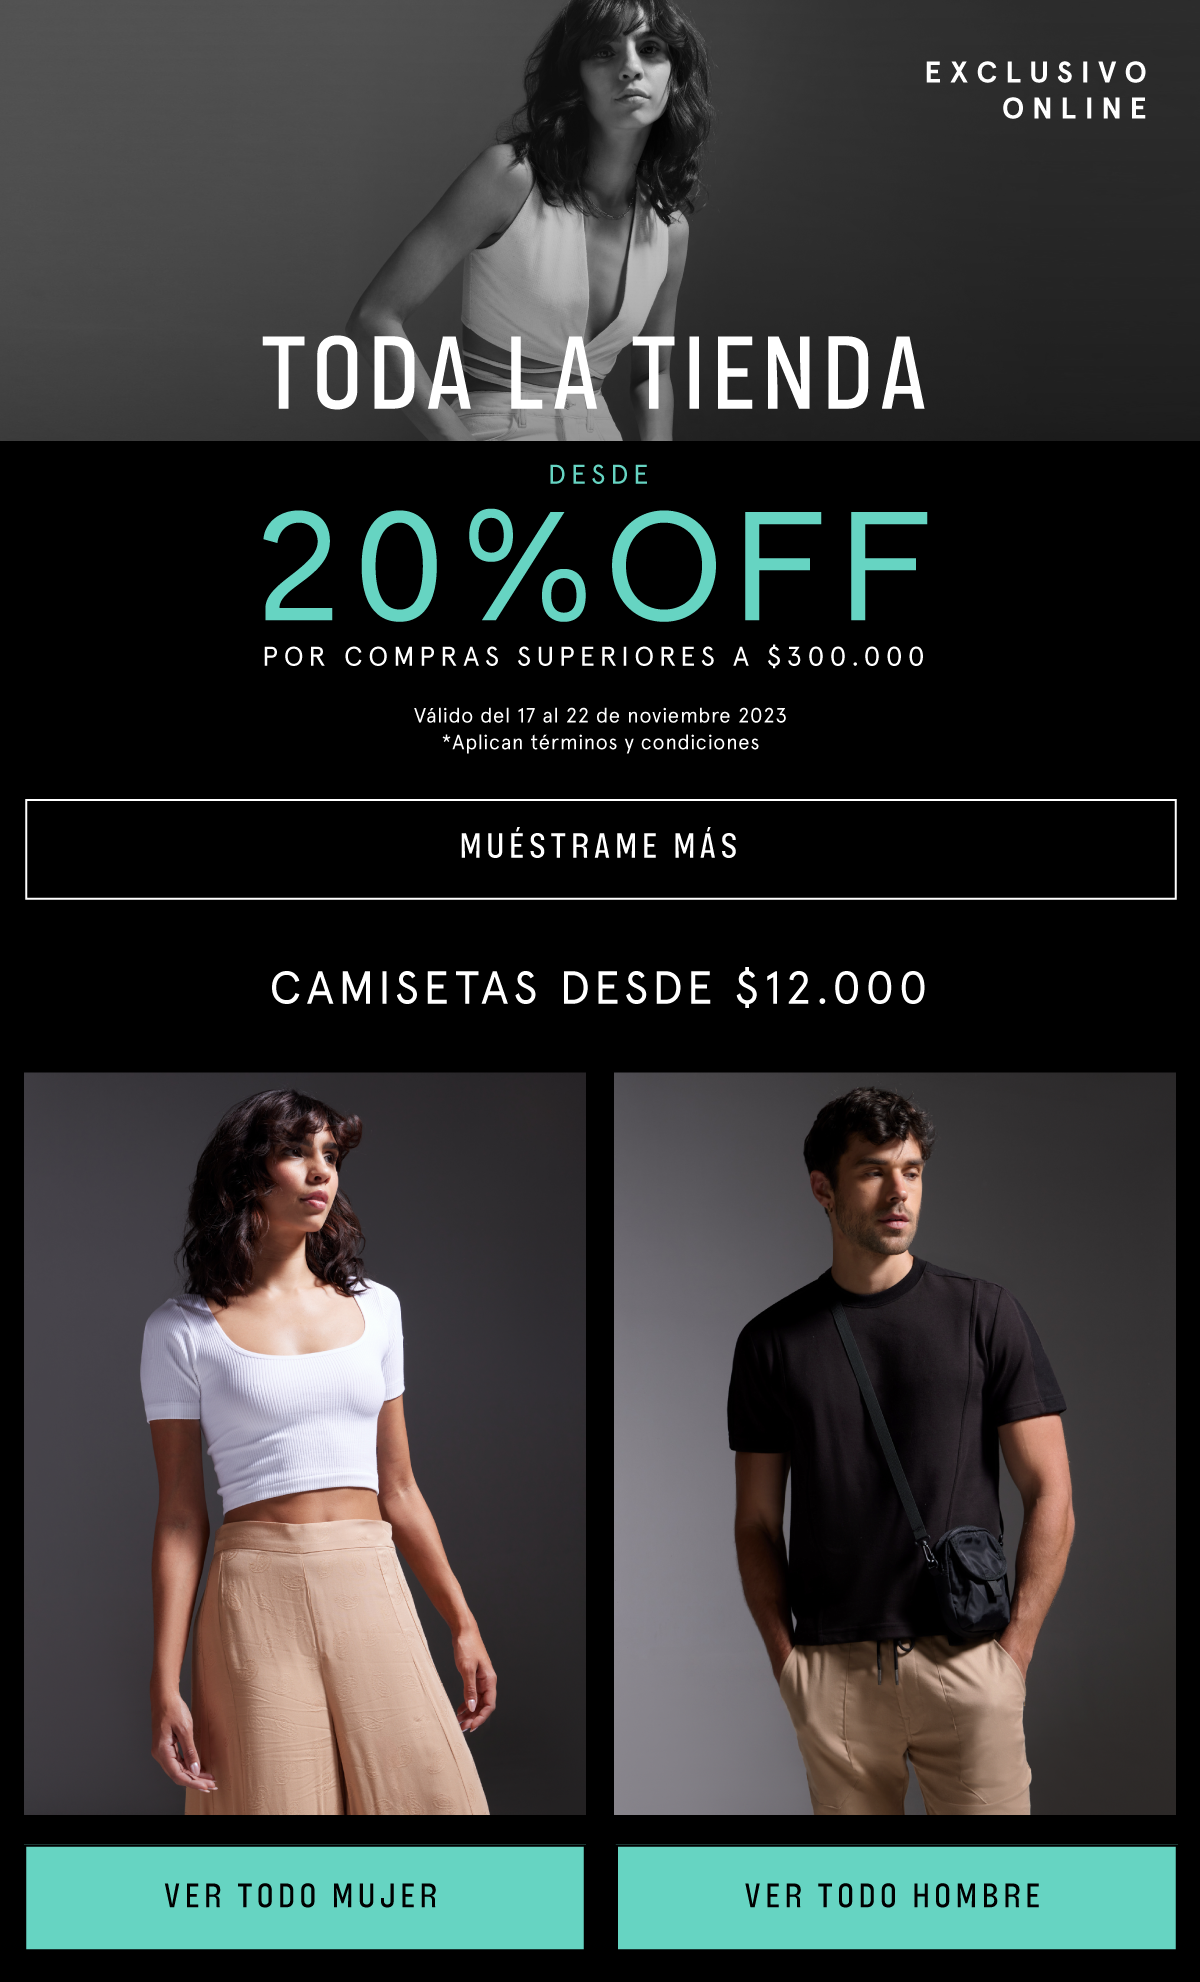 EXCLUSIVO
ONLINE
TODA LA TIENDA
DESDE
20%OFF
POR COMPRAS SUPERIORES A $300.000
Válido del 17 al 22 de noviembre 2023
*Aplican términos y condiciones
MUÉSTRAME MÁS
CAMISETAS DESDE $12.000
VER TODO MUJER
VER TODO HOMBRE